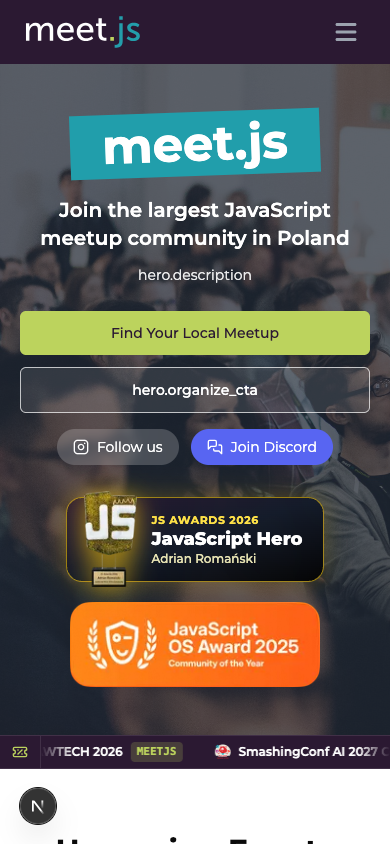 meet.js
meet.js
Join the largest JavaScript
meetup community in Poland
hero.description
Find Your Local Meetup
hero.organize_cta
Follow us
Join Discord
JS
JS AWARDS 2026
JavaScript Hero
Adrian Romański
JavaScript
OS Award 2025
Community of the Year
WTECH 2026 MEETJS SmashingConf AI 2027
N